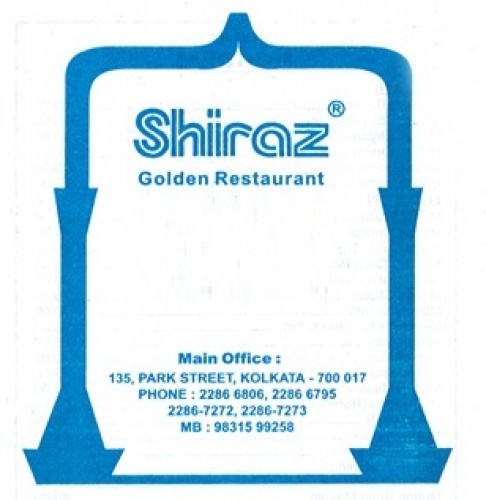 Shiraz ®
Golden Restaurant
Main Office :
135, PARK STREET, KOLKATA - 700 017
PHONE : 2286 6806, 2286 6795
2286-7272, 2286-7273
MB : 98315 99258